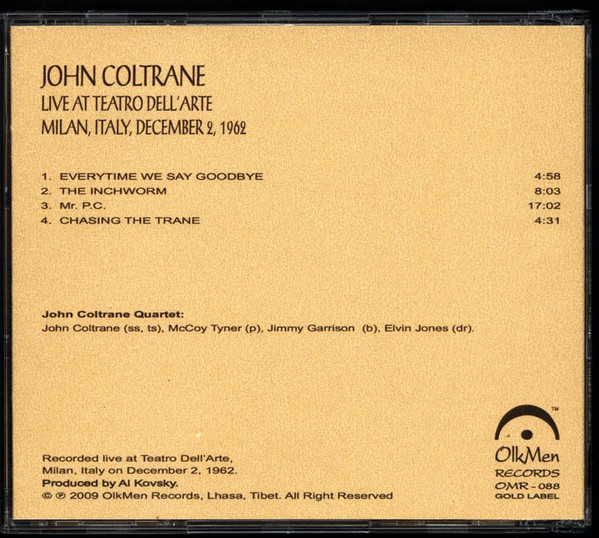 JOHN COLTRANE
LIVE AT TEATRO DELL'ARTE
MILAN, ITALY, DECEMBER 2, 1962
1. EVERYTIME WE SAY GOODBYE 4:58
2. THE INCHWORM 8:03
3. Mr. P.C. 17:02
4. CHASING THE TRANE 4:31
John Coltrane Quartet:
John Coltrane (ss, ts), McCoy Tyner (p), Jimmy Garrison (b), Elvin Jones (dr).
Recorded live at Teatro Dell'Arte,
Milan, Italy on December 2, 1962.
Produced by Al Kovsky.
© ℗ 2009 OlkMen Records, Lhasa, Tibet. All Right Reserved
™
OlkMen
RECORDS
OMR - 088
GOLD LABEL